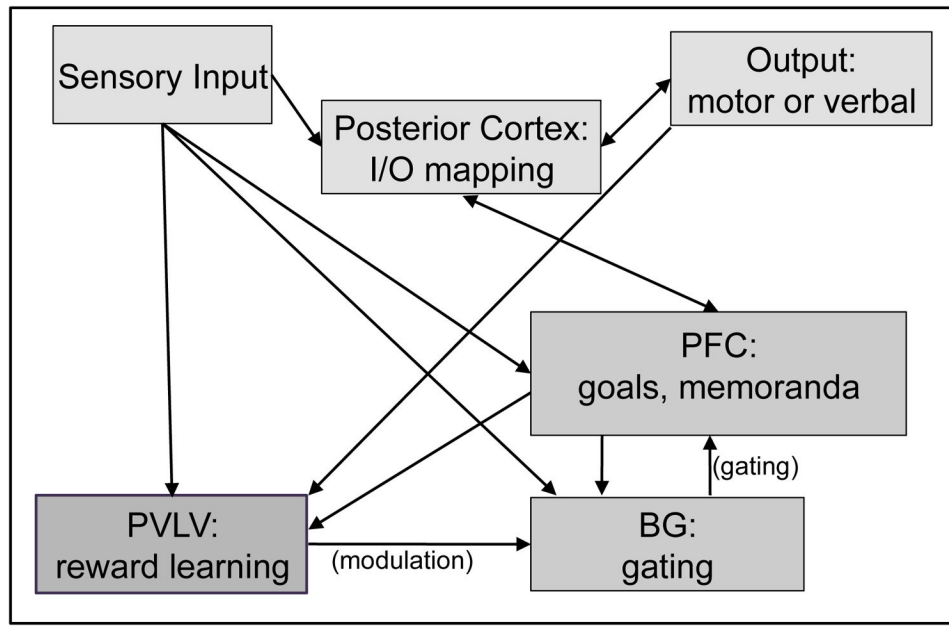 Sensory Input
Output:
motor or verbal
Posterior Cortex:
I/O mapping
PFC:
goals, memoranda
(gating)
PVLV:
reward learning
(modulation)
BG:
gating